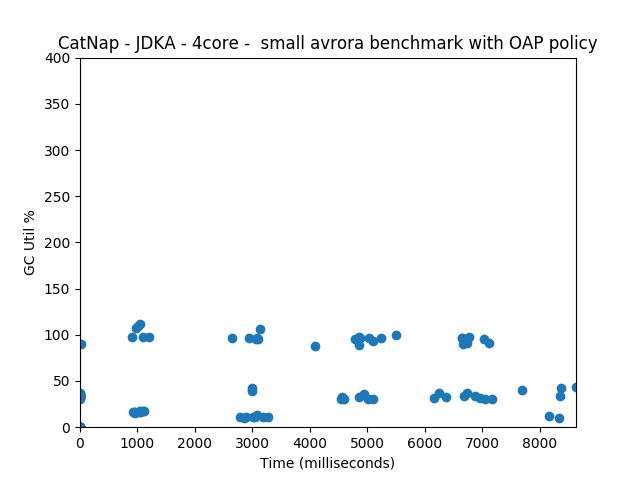 CatNap - JDKA - 4core -  small avrora benchmark with OAP policy
400
350
300
250
200
150
100
50
0
GC Util %
0 1000 2000 3000 4000 5000 6000 7000 8000
Time (milliseconds)